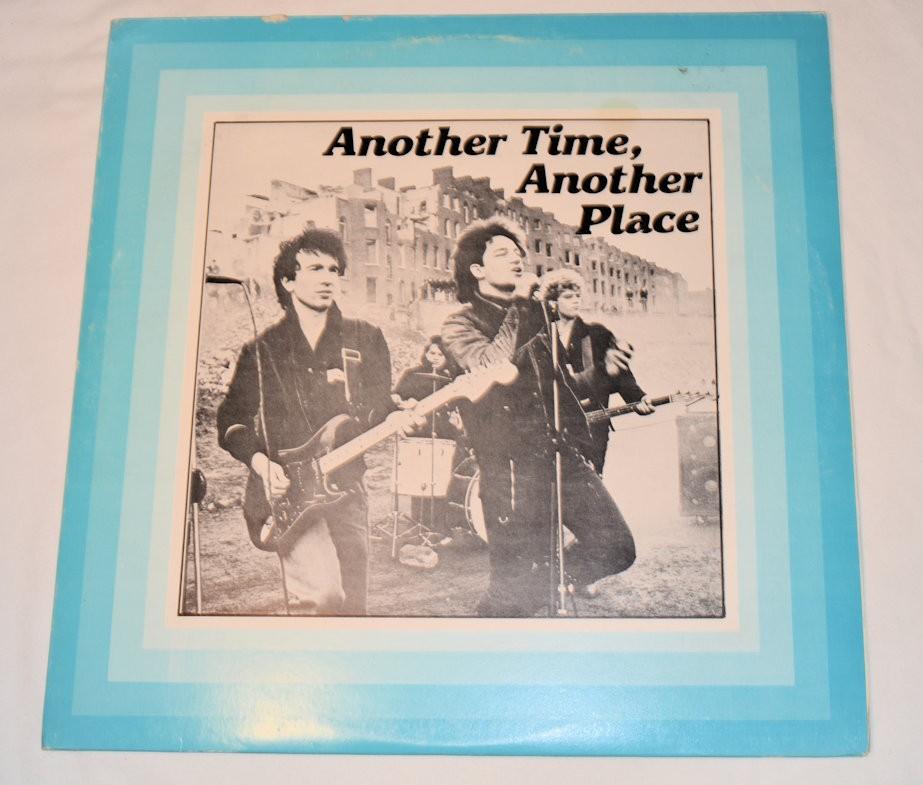 Another Time,
Another
Place